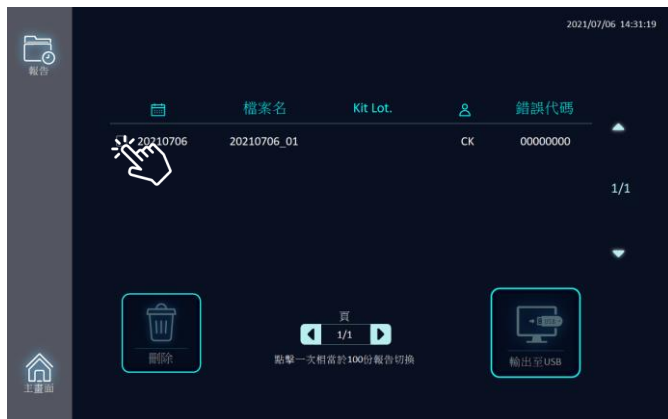 2021/07/06 14:31:19
報告
檔案名 Kit Lot. 錯誤代碼
20210706 20210706_01 CK 00000000
1/1
頁
1/1
點擊一次相當於100份報告切換
刪除
輸出至USB
主畫面